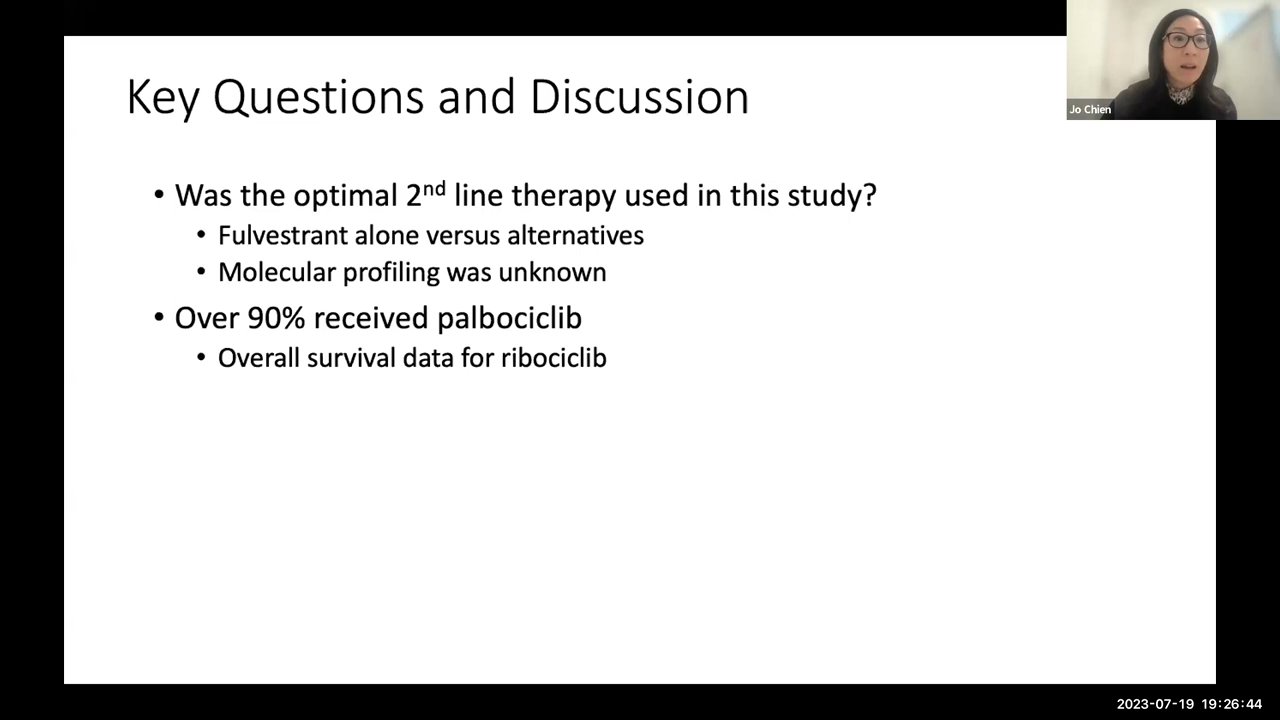 Key Questions and Discussion
Jo Chien
• Was the optimal 2nd line therapy used in this study?
• Fulvestrant alone versus alternatives
• Molecular profiling was unknown
• Over 90% received palbociclib
• Overall survival data for ribociclib
2023-07-19 19:26:44